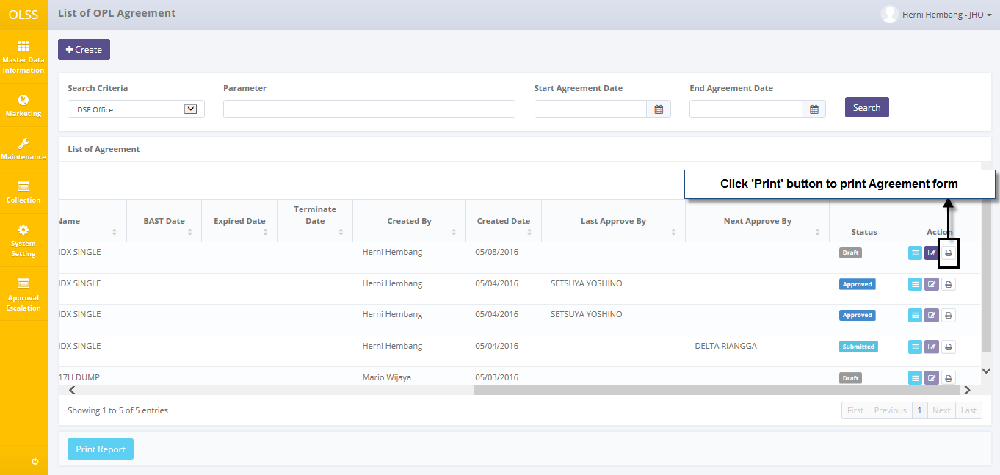 OLSS
List of OPL Agreement
Herni Hembang - JHO
Master Data
Information
Marketing
Maintenance
Collection
System
Setting
Approval
Escalation
Create
Search Criteria
Parameter
Start Agreement Date
End Agreement Date
DSF Office
Search
List of Agreement
Click 'Print' button to print Agreement form
Name
BAST Date
Expired Date
Terminate
Date
Created By
Created Date
Last Approve By
Next Approve By
Status
Action
HDX SINGLE Herni Hembang 05/08/2016 Draft
HDX SINGLE Herni Hembang 05/04/2016 SETSUYA YOSHINO Approved
HDX SINGLE Herni Hembang 05/04/2016 SETSUYA YOSHINO Approved
HDX SINGLE Herni Hembang 05/04/2016 DELTA RIANGGA Submitted
17H DUMP Mario Wijaya 05/03/2016 Draft
Showing 1 to 5 of 5 entries
First Previous 1 Next Last
Print Report